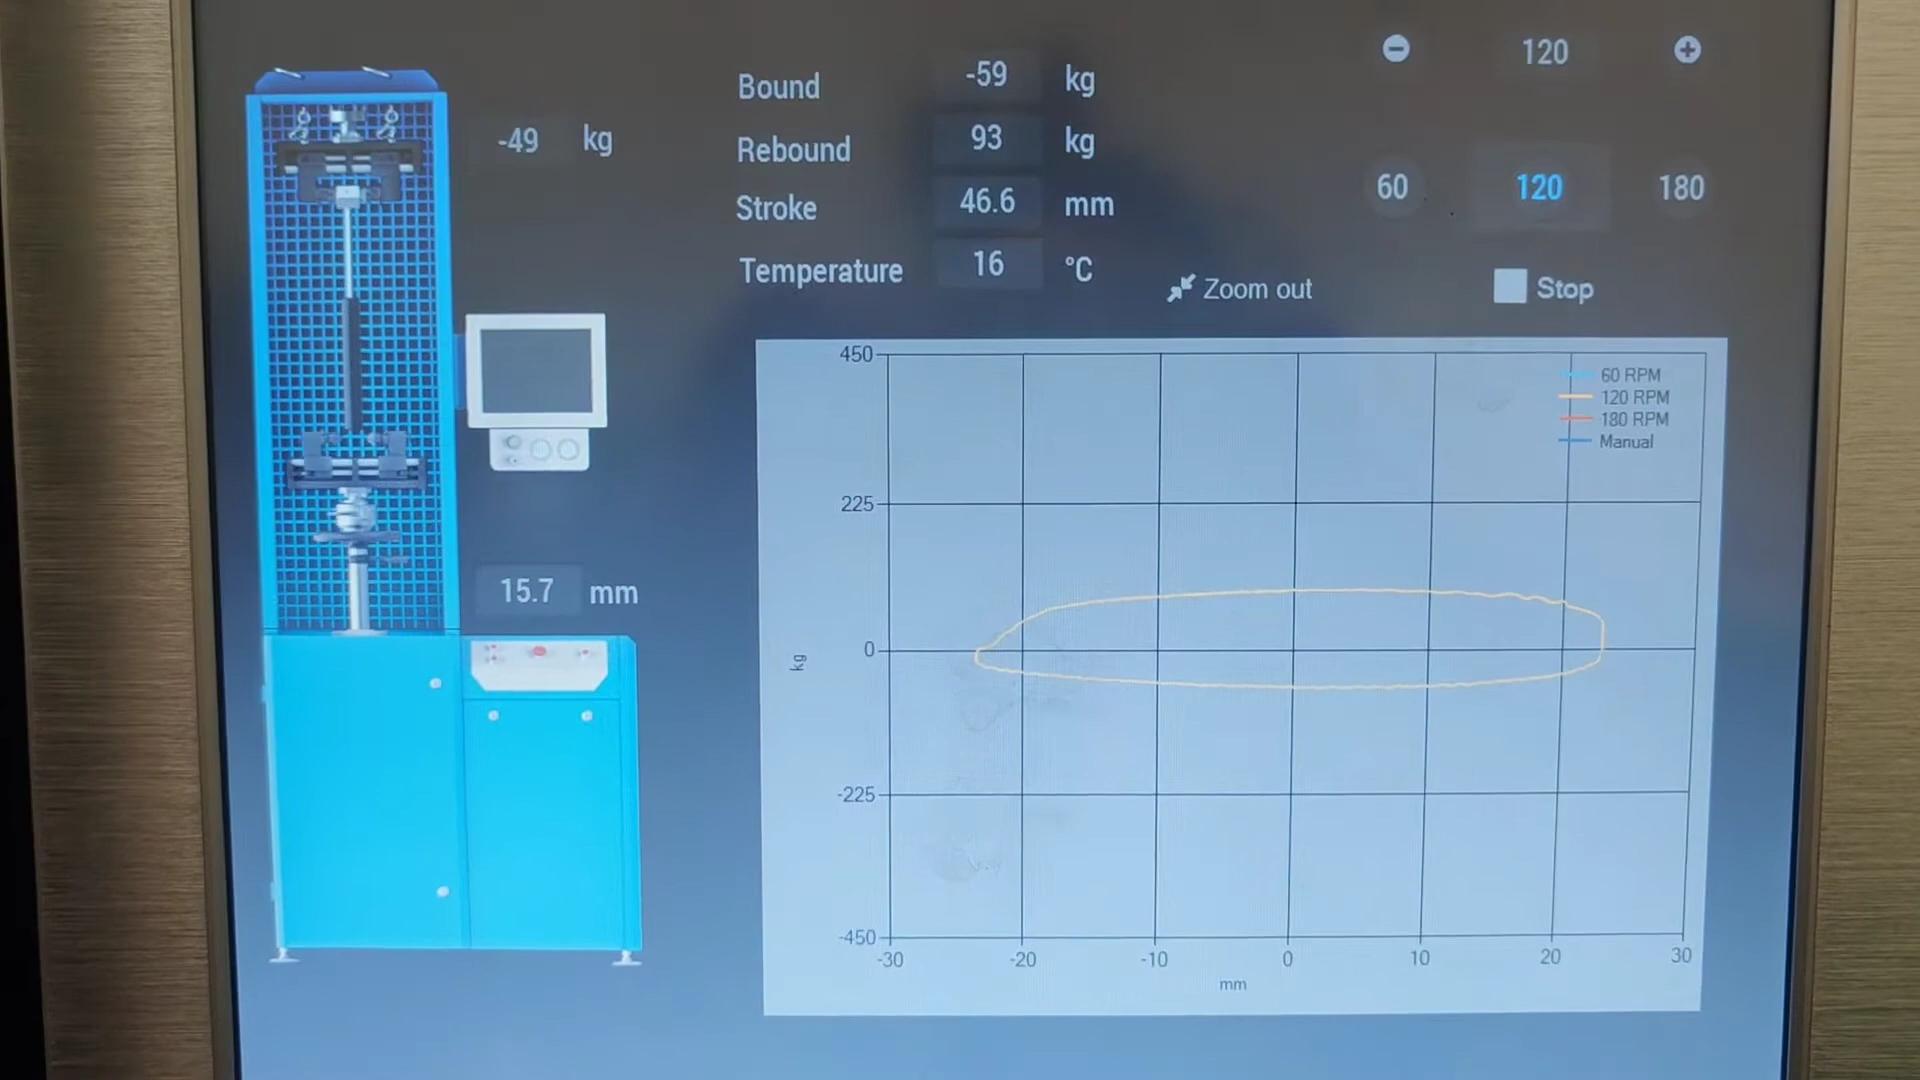 -49 kg
Bound -59 kg
Rebound 93 kg
Stroke 46.6 mm
Temperature 16 °C
120
60 120 180
Zoom out
Stop
15.7 mm
450
225
0
-225
-450
kg
-30 -20 -10 0 10 20 30
mm
60 RPM
120 RPM
180 RPM
Manual